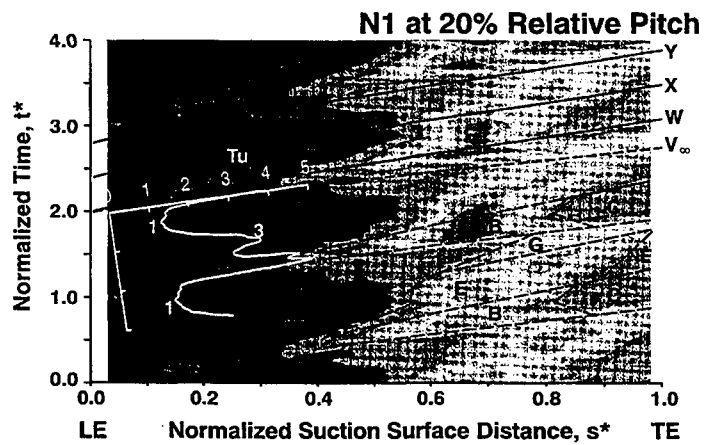 N1 at 20% Relative Pitch
4.0
3.0
2.0
1.0
0.0
Normalized Time, t*
Y
X
W
V∞
Tu
1
2
3
4
5
1
3
1
B
G
E
B
0.0
0.2
0.4
0.6
0.8
1.0
LE
Normalized Suction Surface Distance, s*
TE